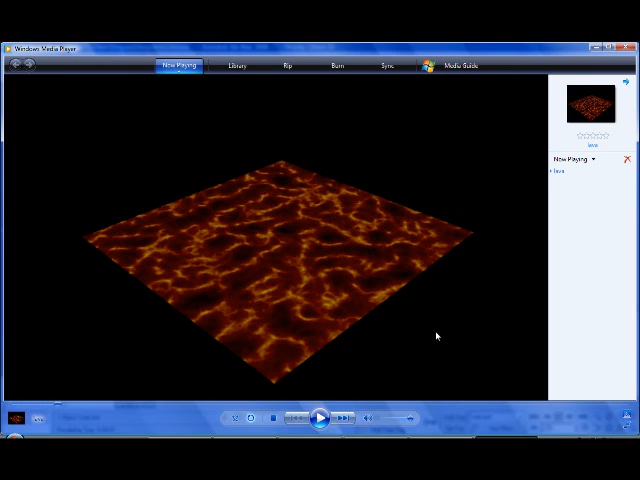 Windows Media Player
Now Playing
Library
Rip
Burn
Sync
Media Guide
lava
Now Playing
lava